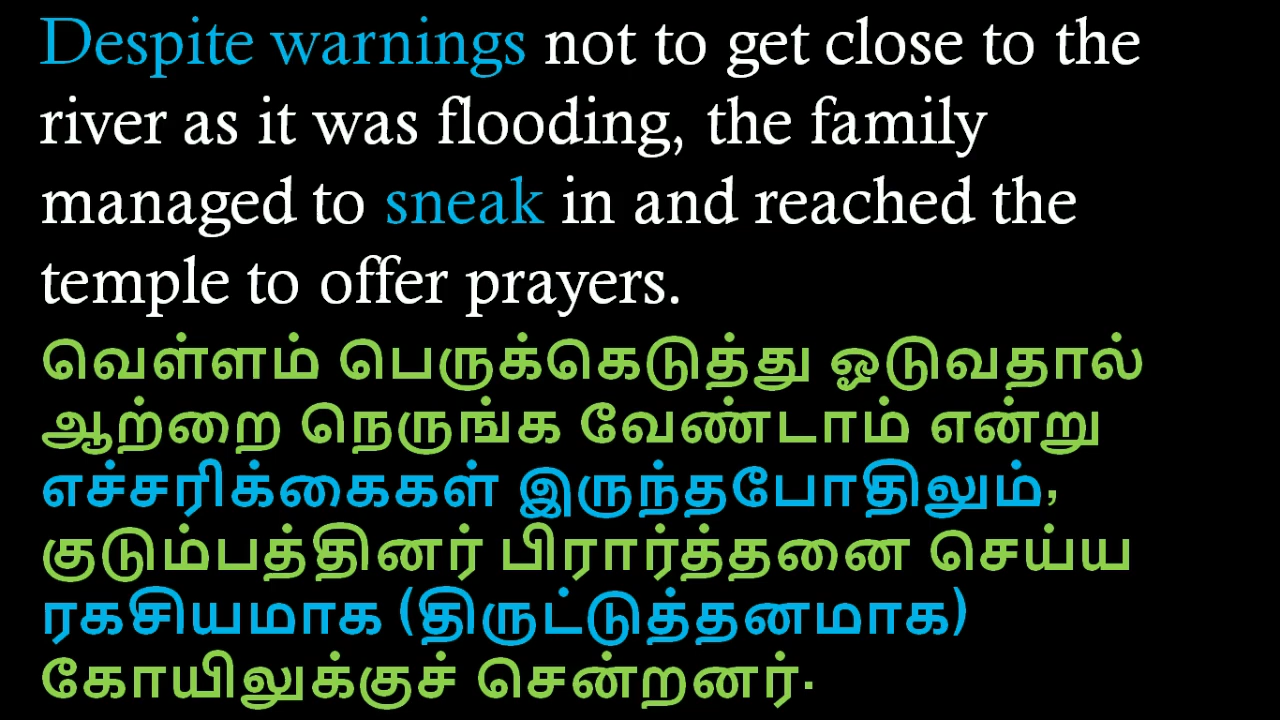 Despite warnings not to get close to the
river as it was flooding, the family
managed to sneak in and reached the
temple to offer prayers.
வெள்ளம் பெருக்கெடுத்து ஓடுவதால்
ஆற்றை நெருங்க வேண்டாம் என்று
எச்சரிக்கைகள் இருந்தபோதிலும்,
குடும்பத்தினர் பிரார்த்தனை செய்ய
ரகசியமாக (திருட்டுத்தனமாக)
கோயிலுக்குச் சென்றனர்.